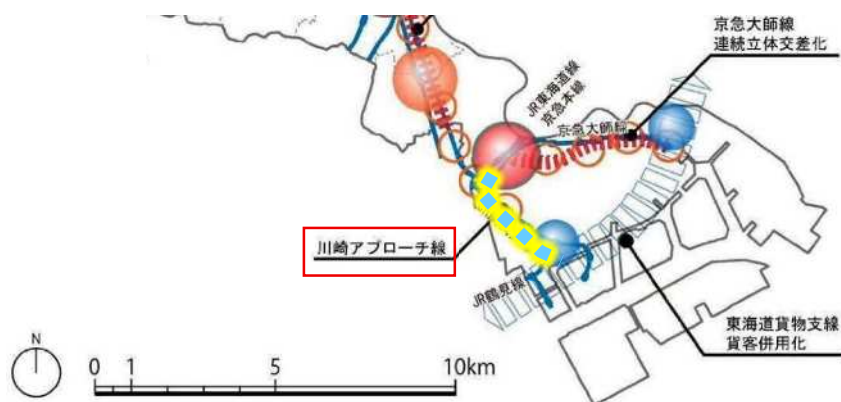 京急大師線
連続立体交差化
JR東海道線
京急本線
京急大師線
川崎アプローチ線
JR鶴見線
東海道貨物支線
貨客併用化
N
0 1 5 10km